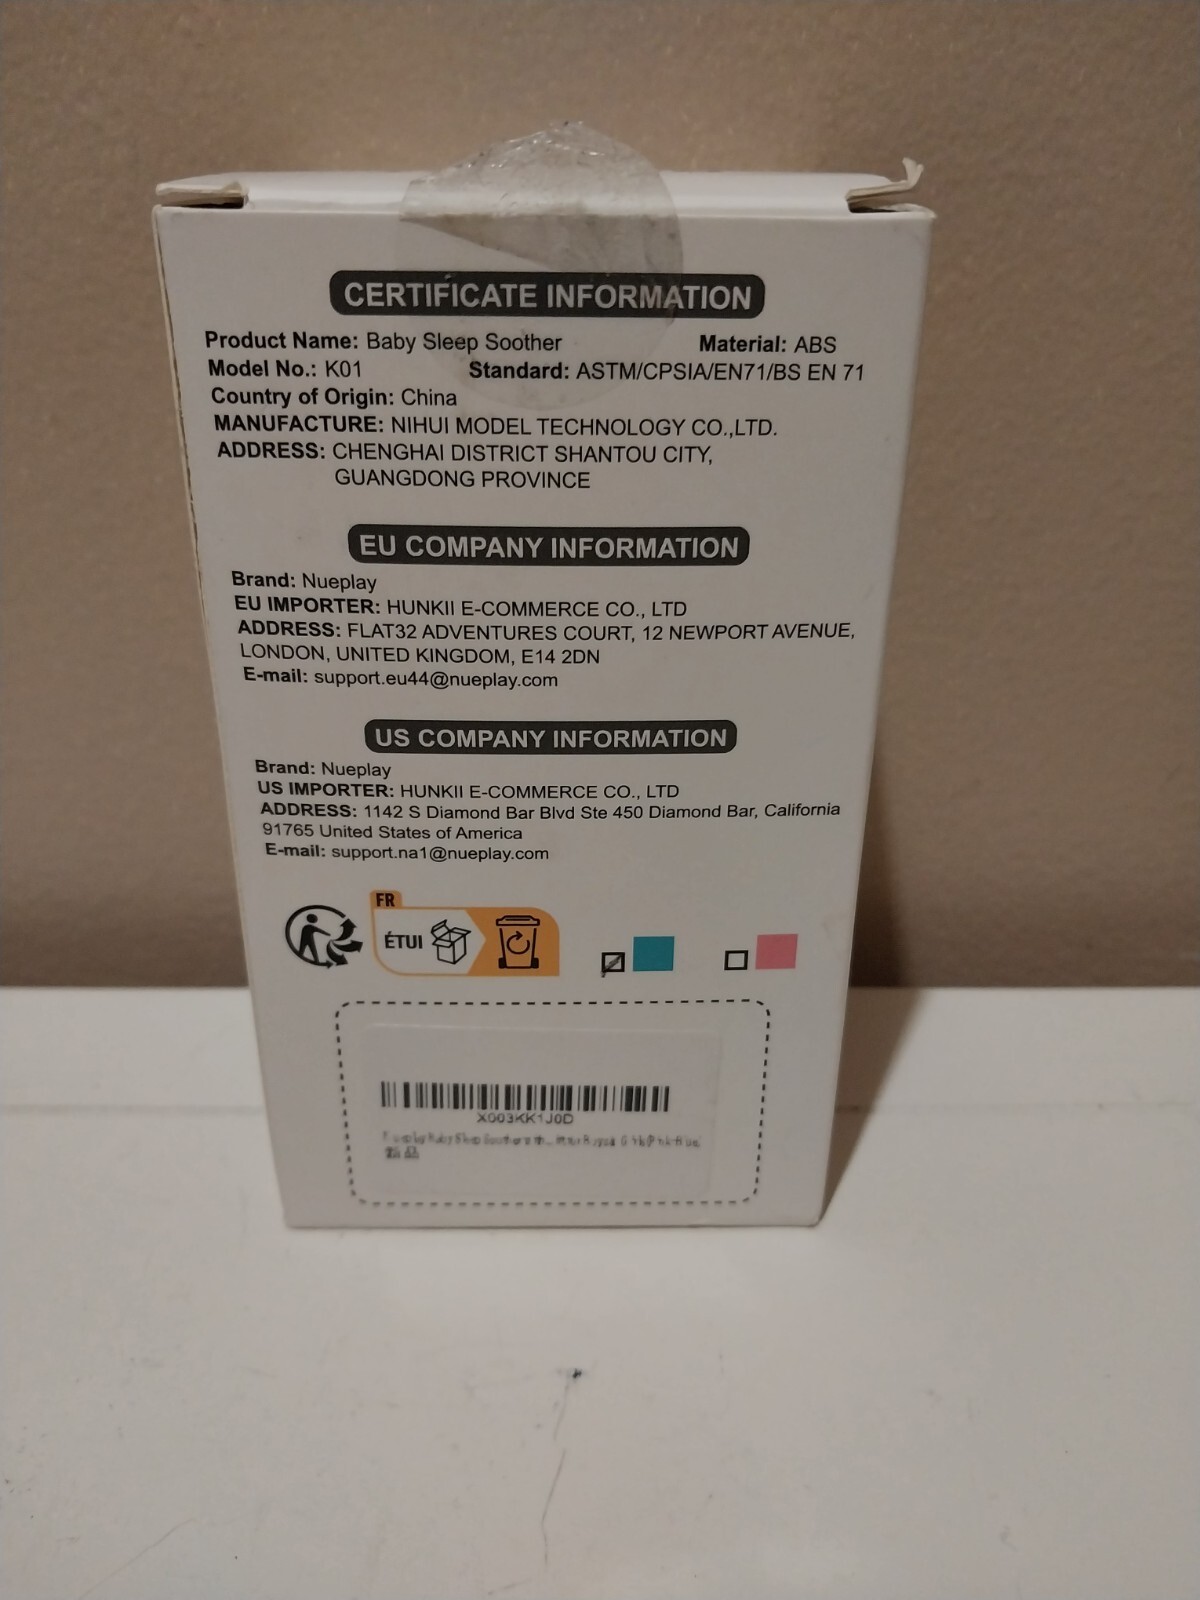 CERTIFICATE INFORMATION
Product Name: Baby Sleep Soother Material: ABS
Model No.: K01 Standard: ASTM/CPSIA/EN71/BS EN 71
Country of Origin: China
MANUFACTURE: NIHUI MODEL TECHNOLOGY CO.,LTD.
ADDRESS: CHENGHAI DISTRICT SHANTOU CITY,
GUANGDONG PROVINCE
EU COMPANY INFORMATION
Brand: Nueplay
EU IMPORTER: HUNKII E-COMMERCE CO., LTD
ADDRESS: FLAT32 ADVENTURES COURT, 12 NEWPORT AVENUE,
LONDON, UNITED KINGDOM, E14 2DN
E-mail: support.eu44@nueplay.com
US COMPANY INFORMATION
Brand: Nueplay
US IMPORTER: HUNKII E-COMMERCE CO., LTD
ADDRESS: 1142 S Diamond Bar Blvd Ste 450 Diamond Bar, California
91765 United States of America
E-mail: support.na1@nueplay.com
FR
ÉTUI
X003KK1J0D
Baby Sleep
新品